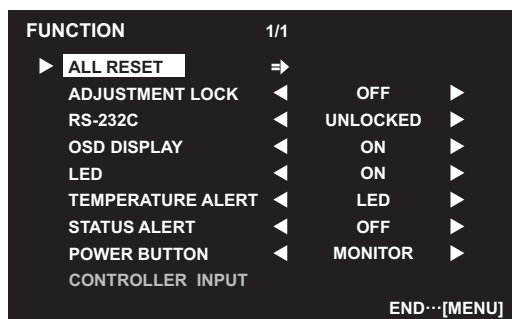 FUNCTION 1/1
ALL RESET
ADJUSTMENT LOCK OFF
RS-232C UNLOCKED
OSD DISPLAY ON
LED ON
TEMPERATURE ALERT LED
STATUS ALERT OFF
POWER BUTTON MONITOR
CONTROLLER INPUT
END···[MENU]